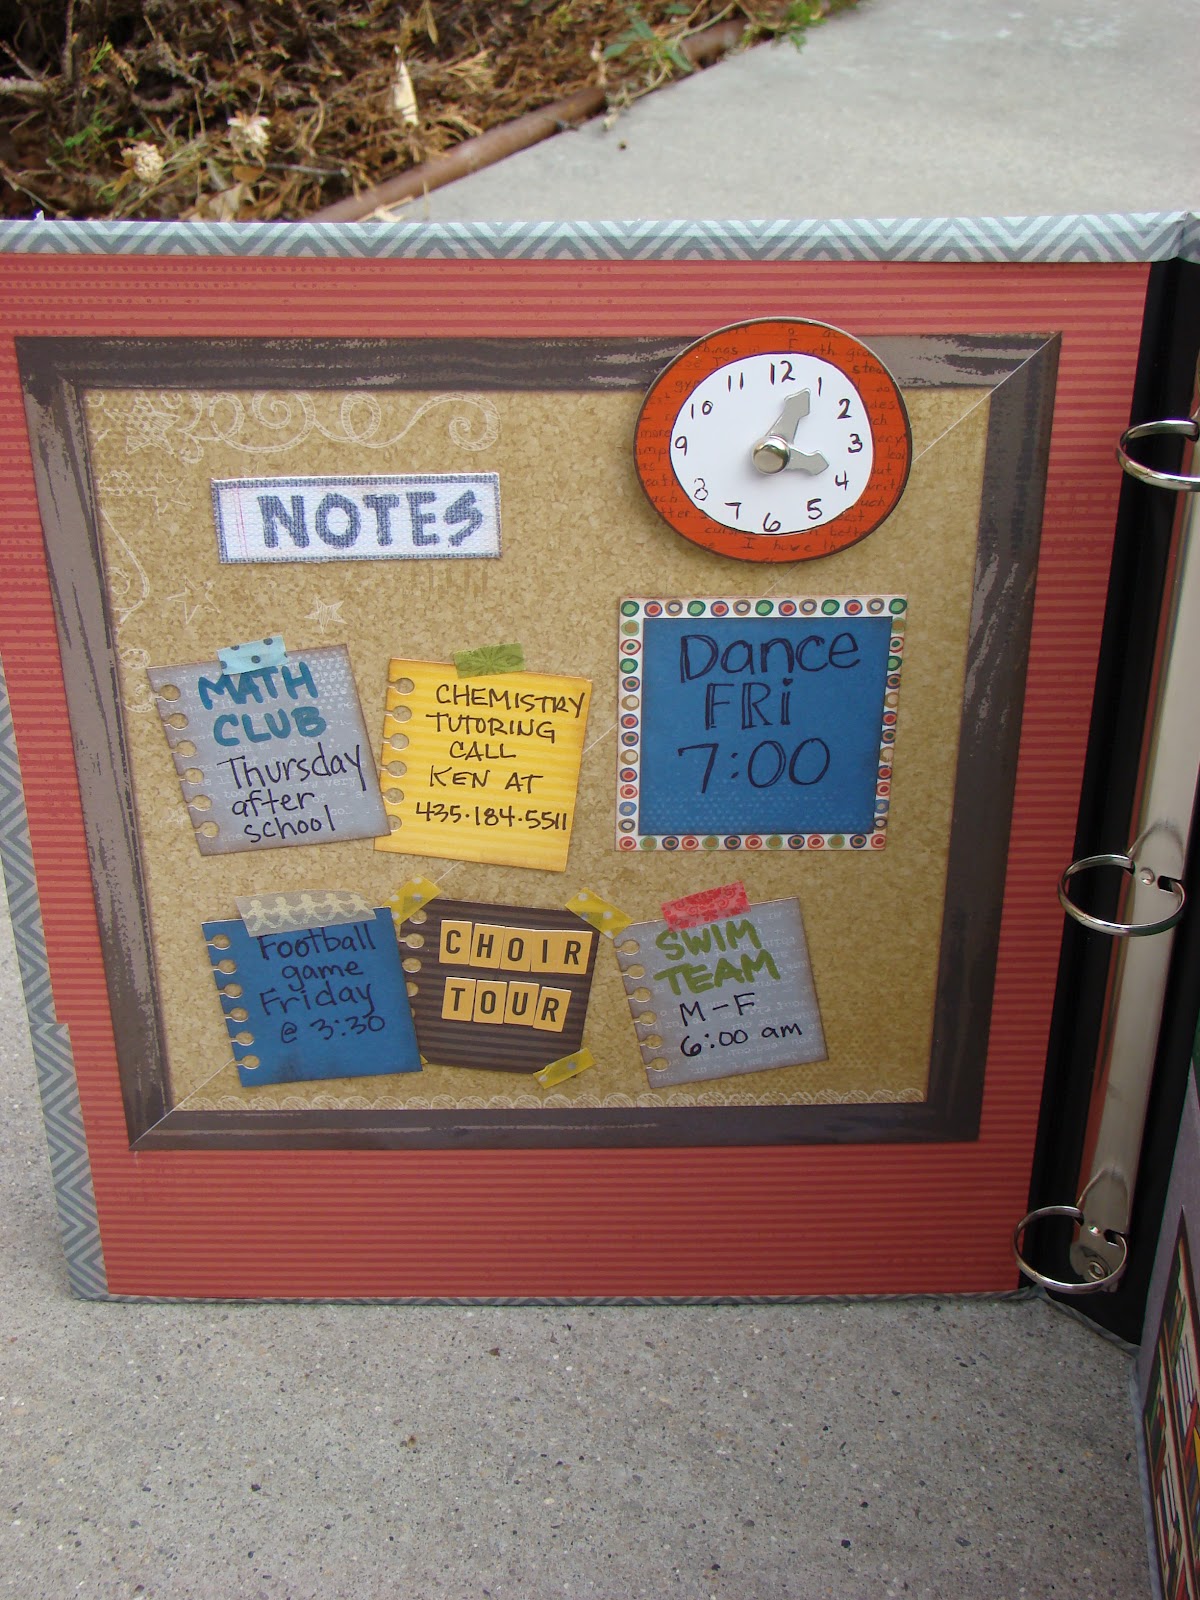 12
1
2
3
4
5
6
7
8
9
10
11
NOTES
MATH
CLUB
Thursday
after
school
CHEMISTRY
TUTORING
CALL
KEN AT
435·184·5511
Dance
FRi
7:00
Football
game
Friday
@ 3:30
CHOIR
TOUR
SWIM
TEAM
M-F
6:00 am